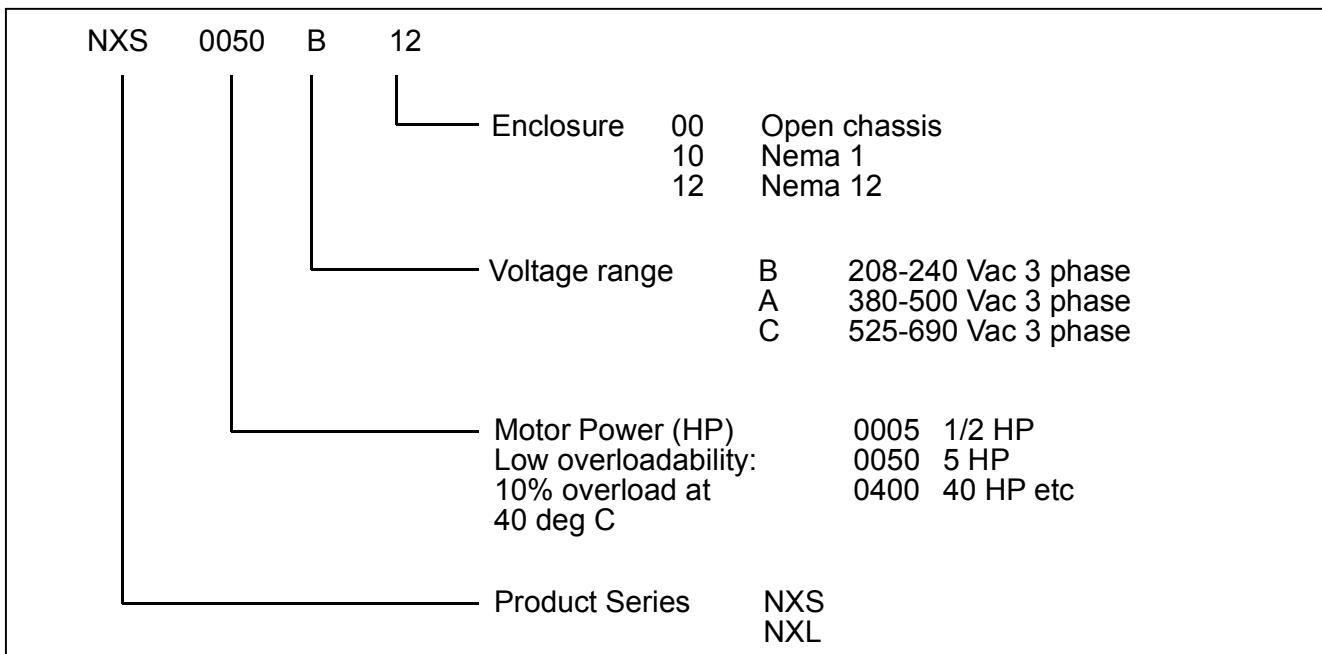 NXS 0050 B 12
Enclosure 00 Open chassis
10 Nema 1
12 Nema 12
Voltage range B 208-240 Vac 3 phase
A 380-500 Vac 3 phase
C 525-690 Vac 3 phase
Motor Power (HP) 0005 1/2 HP
Low overloadability: 0050 5 HP
10% overload at 0400 40 HP etc
40 deg C
Product Series NXS
NXL